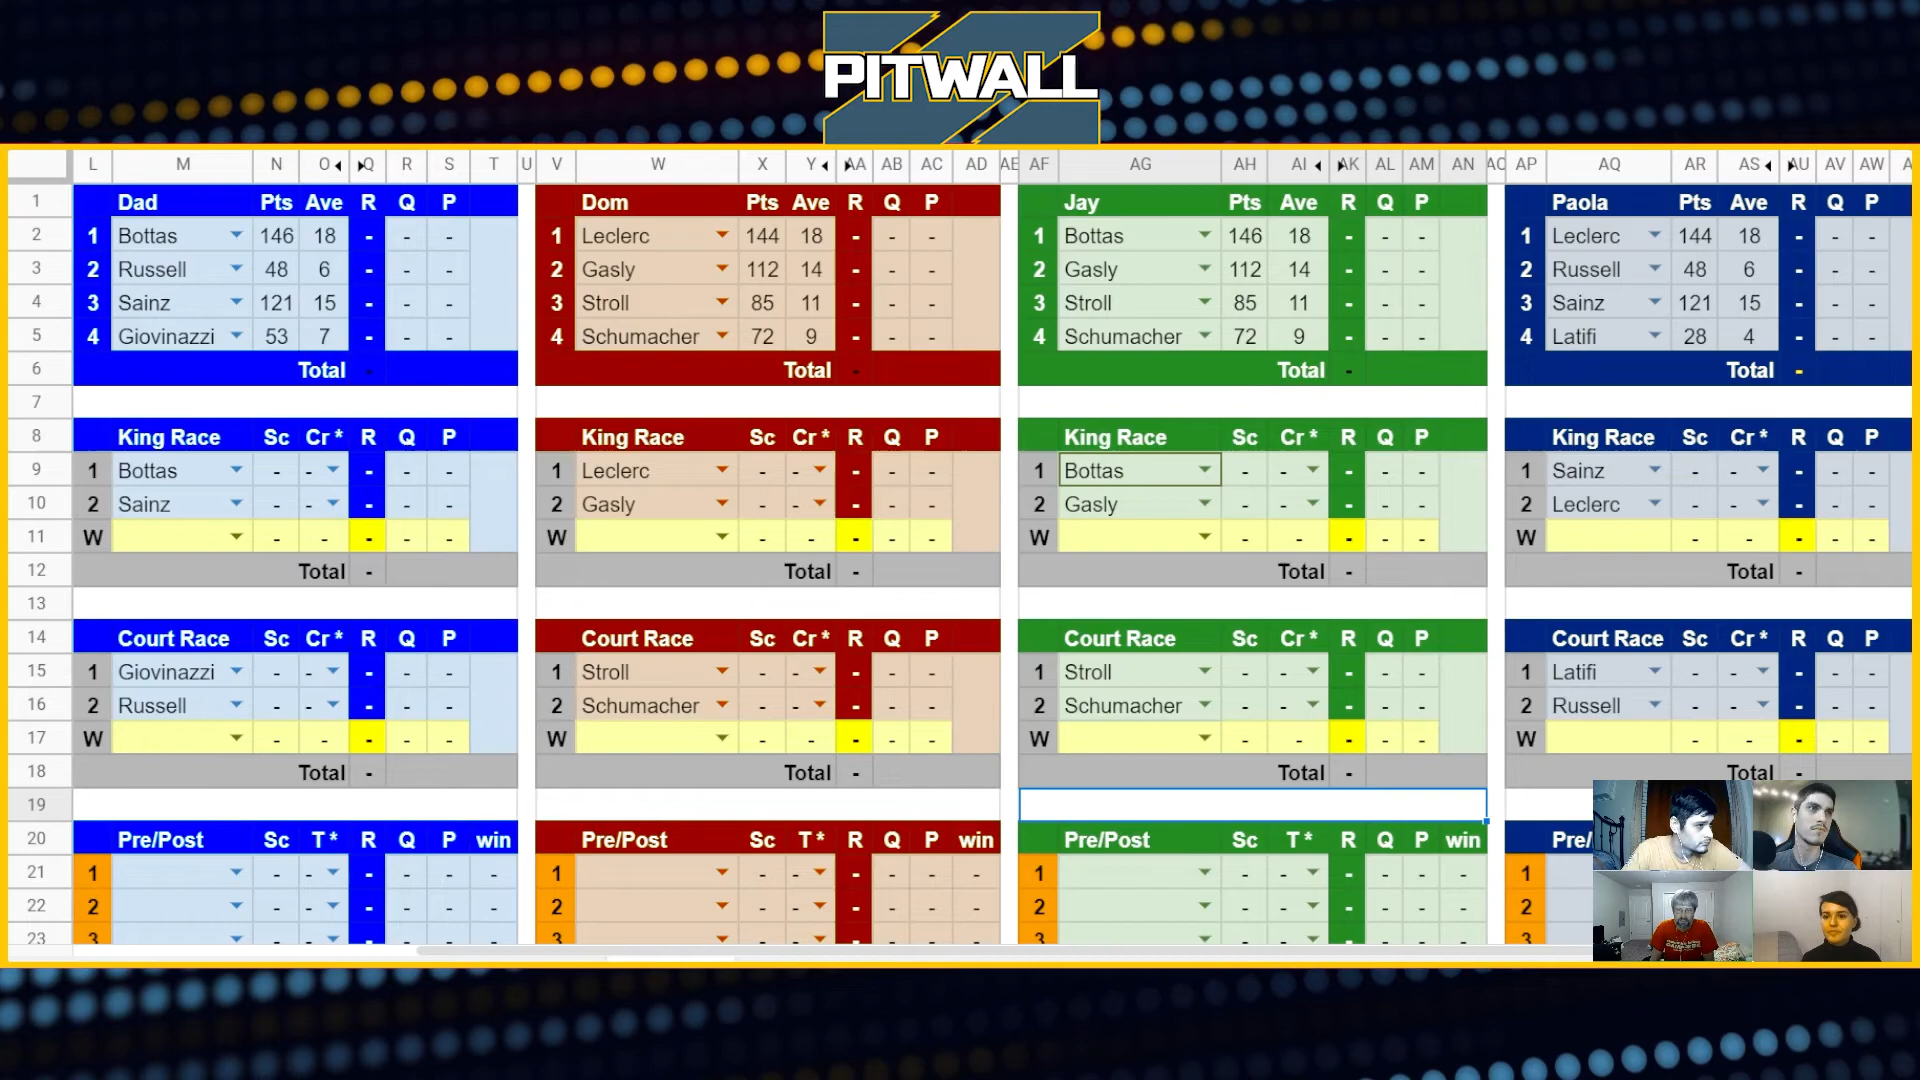 PITWALL
L M N O Q R S T U V W X Y AA AB AC AD AE AF AG AH AI AK AL AM AN AO AP AQ AR AS AU AV AW
1 Dad Pts Ave R Q P Dom Pts Ave R Q P Jay Pts Ave R Q P Paola Pts Ave R Q P
2 1 Bottas 146 18 - - - 1 Leclerc 144 18 - - - 1 Bottas 146 18 - - - 1 Leclerc 144 18 - - -
3 2 Russell 48 6 - - - 2 Gasly 112 14 - - - 2 Gasly 112 14 - - - 2 Russell 48 6 - - -
4 3 Sainz 121 15 - - - 3 Stroll 85 11 - - - 3 Stroll 85 11 - - - 3 Sainz 121 15 - - -
5 4 Giovinazzi 53 7 - - - 4 Schumacher 72 9 - - - 4 Schumacher 72 9 - - - 4 Latifi 28 4 - - -
6 Total - Total - Total - Total -
7
8 King Race Sc Cr * R Q P King Race Sc Cr * R Q P King Race Sc Cr * R Q P King Race Sc Cr * R Q P
9 1 Bottas - - - - - 1 Leclerc - - - - - 1 Bottas - - - - - 1 Sainz - - - - -
10 2 Sainz - - - - - 2 Gasly - - - - - 2 Gasly - - - - - 2 Leclerc - - - - -
11 W - - - - - W - - - - - W - - - - - W - - - - -
12 Total - Total - Total - Total -
13
14 Court Race Sc Cr * R Q P Court Race Sc Cr * R Q P Court Race Sc Cr * R Q P Court Race Sc Cr * R Q P
15 1 Giovinazzi - - - - - 1 Stroll - - - - - 1 Stroll - - - - - 1 Latifi - - - - -
16 2 Russell - - - - - 2 Schumacher - - - - - 2 Schumacher - - - - - 2 Russell - - - - -
17 W - - - - - W - - - - - W - - - - - W - - - - -
18 Total - Total - Total - Total -
19
20 Pre/Post Sc T * R Q P win Pre/Post Sc T * R Q P win Pre/Post Sc T * R Q P win Pre/
21 1 - - - - - - 1 - - - - - - 1 - - - - - - 1
22 2 - - - - - - 2 - - - - - - 2 - - - - - - 2
23 3 - - - - - - 3 - - - - - - 3 - - - - - - 3